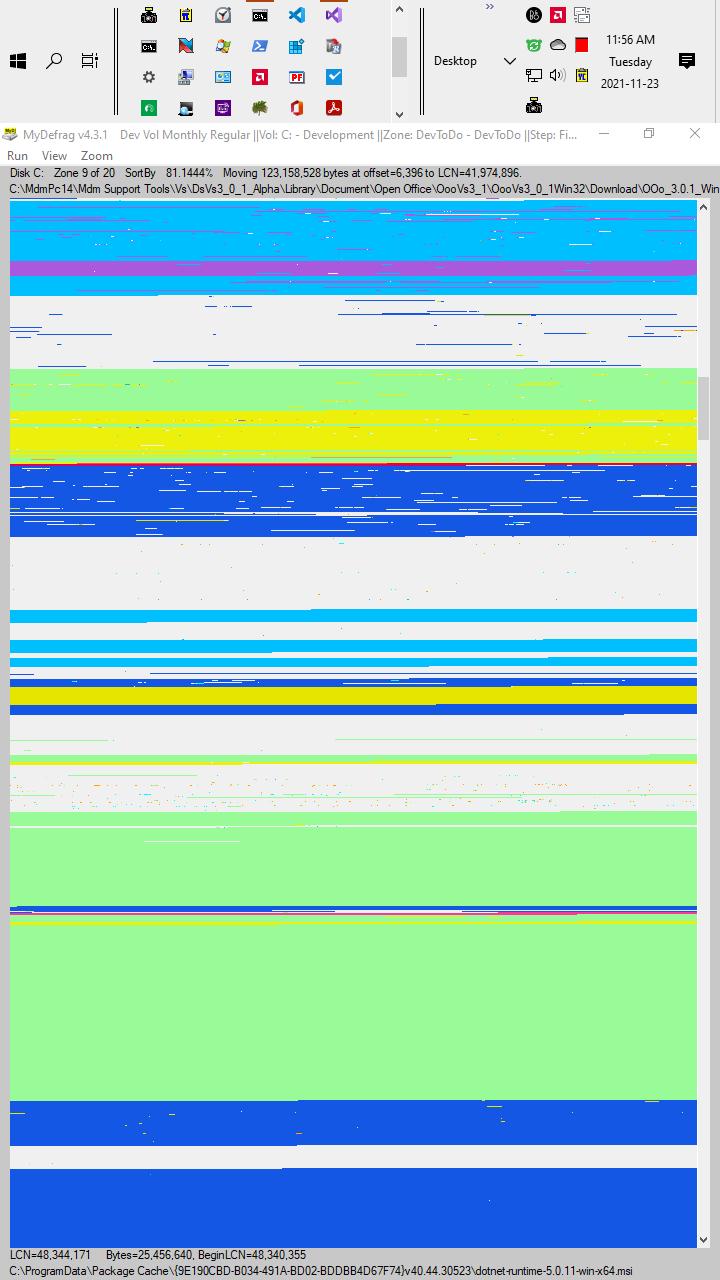 Desktop
11:56 AM
Tuesday
2021-11-23
MyDefrag v4.3.1 Dev Vol Monthly Regular ||Vol: C: - Development ||Zone: DevToDo - DevToDo ||Step: Fi...
Run View Zoom
Disk C: Zone 9 of 20 SortBy 81.1444% Moving 123,158,528 bytes at offset=6,396 to LCN=41,974,896.
C:\MdmPc14\Mdm Support Tools\Vs\DsVs3_0_1_Alpha\Library\Document\Open Office\OooVs3_1\OooVs3_0_1Win32\Download\OOo_3.0.1_Win
LCN=48,344,171 Bytes=25,456,640, BeginLCN=48,340,355
C:\ProgramData\Package Cache\{9E190CBD-B034-491A-BD02-BDDBB4D67F74}v40.44.30523\dotnet-runtime-5.0.11-win-x64.msi